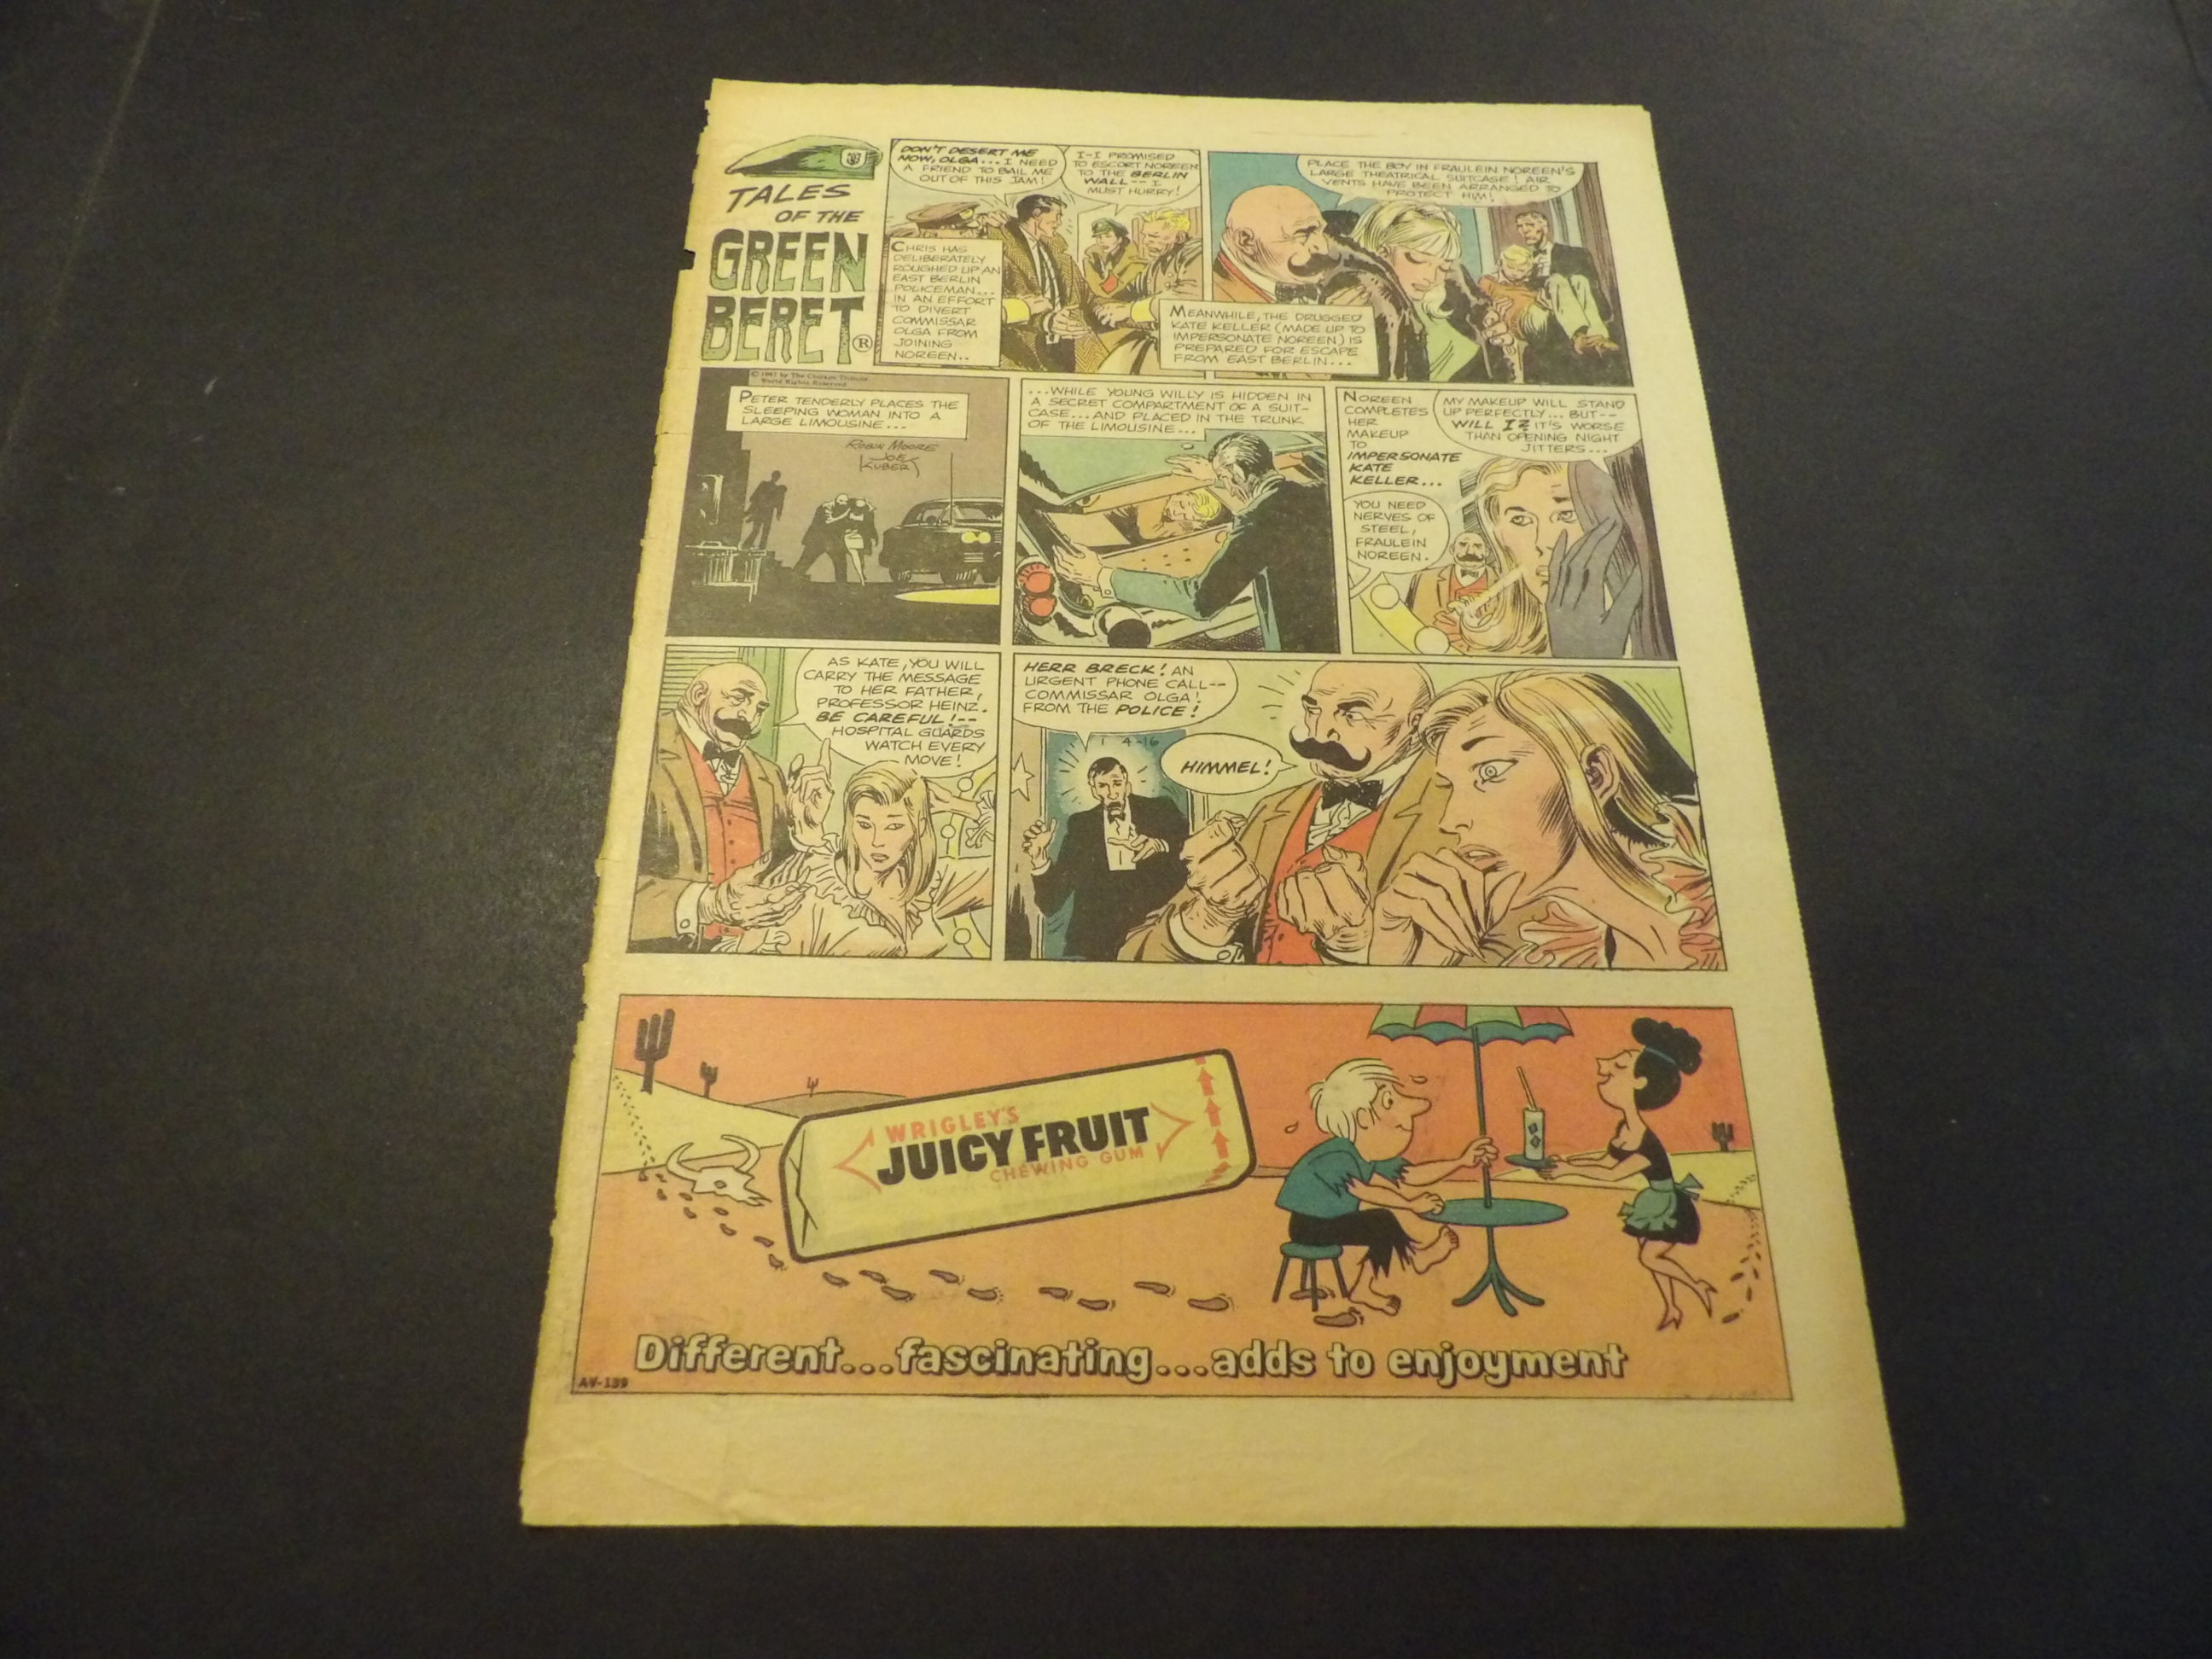 TALES
OF THE
GREEN
BERET®
DON'T DESERT ME
NOW, OLGA... I NEED
A FRIEND TO BAIL ME
OUT OF THIS JAM!
I-I PROMISED
TO ESCORT NOREEN
TO THE BERLIN
WALL-- I
MUST HURRY!
CHRIS HAS
DELIBERATELY
ROUGHED UP AN
EAST BERLIN
POLICEMAN...
IN AN EFFORT
TO DIVERT
COMMISSAR
OLGA FROM
JOINING
NOREEN..
PLACE THE BOY IN FRAULEIN NOREEN'S
LARGE THEATRICAL SUITCASE! AIR
VENTS HAVE BEEN ARRANGED TO
PROTECT HIM!
MEANWHILE, THE DRUGGED
KATE KELLER (MADE UP TO
IMPERSONATE NOREEN) IS
PREPARED FOR ESCAPE
FROM EAST BERLIN...
© 1967 by The Chicago Tribune
World Rights Reserved
PETER TENDERLY PLACES THE
SLEEPING WOMAN INTO A
LARGE LIMOUSINE...
ROBIN MOORE
JOE
KUBERT
...WHILE YOUNG WILLY IS HIDDEN IN
A SECRET COMPARTMENT OF A SUIT-
CASE...AND PLACED IN THE TRUNK
OF THE LIMOUSINE...
NOREEN
COMPLETES
HER
MAKEUP
TO
IMPERSONATE
KATE
KELLER...
MY MAKEUP WILL STAND
UP PERFECTLY... BUT--
WILL I? IT'S WORSE
THAN OPENING NIGHT
JITTERS...
YOU NEED
NERVES OF
STEEL,
FRAULEIN
NOREEN.
AS KATE, YOU WILL
CARRY THE MESSAGE
TO HER FATHER,
PROFESSOR HEINZ.
BE CAREFUL!--
HOSPITAL GUARDS
WATCH EVERY
MOVE!
HERR BRECK! AN
URGENT PHONE CALL--
COMMISSAR OLGA!
FROM THE POLICE!
4-16
HIMMEL!
WRIGLEY'S
JUICY FRUIT
CHEWING GUM
Different...fascinating...adds to enjoyment
AV-139